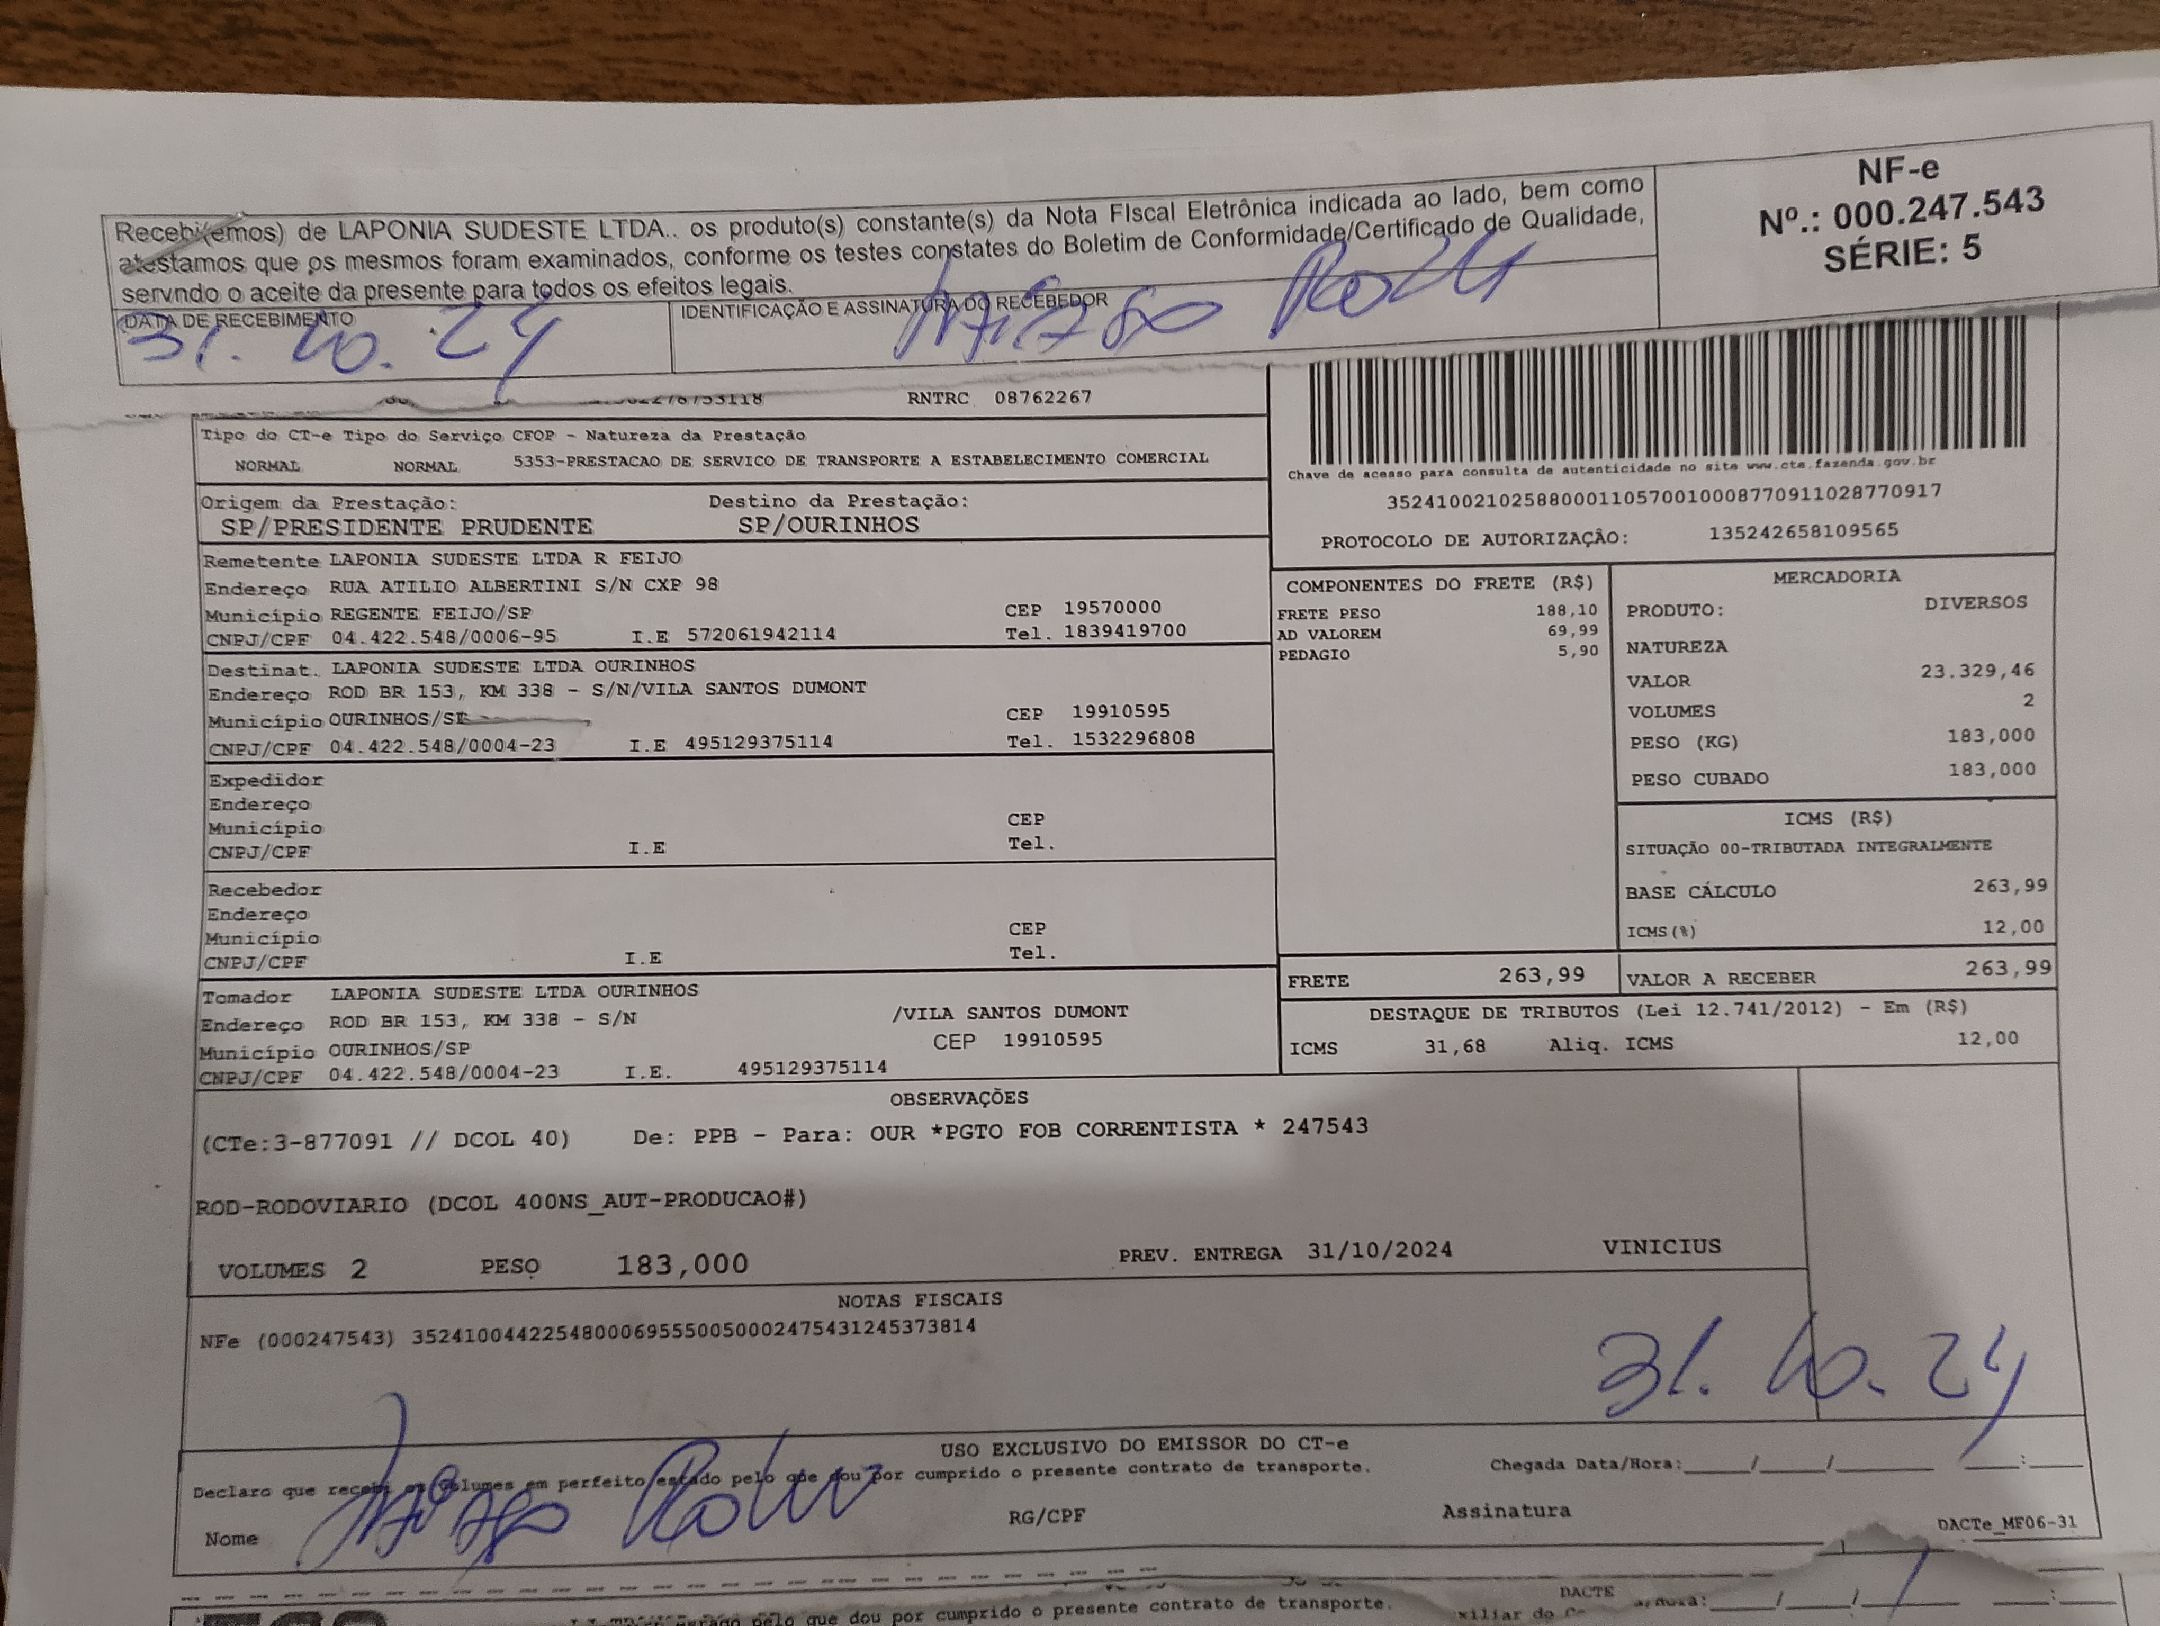 Recebi(emos) de LAPONIA SUDESTE LTDA.. os produto(s) constante(s) da Nota FIscal Eletrônica indicada ao lado, bem como
atestamos que os mesmos foram examinados, conforme os testes constates do Boletim de Conformidade/Certificado de Qualidade,
servndo o aceite da presente para todos os efeitos legais.
NF-e
Nº.: 000.247.543
SÉRIE: 5
DATA DE RECEBIMENTO
31.10.24
IDENTIFICAÇÃO E ASSINATURA DO RECEBEDOR
RNTRC 08762267
Tipo do CT-e Tipo do Serviço CFOP - Natureza da Prestação
NORMAL NORMAL 5353-PRESTACAO DE SERVICO DE TRANSPORTE A ESTABELECIMENTO COMERCIAL
Chave de acesso para consulta de autenticidade no site www.cte.fazenda.gov.br
35241002102588000110570010008770911028770917
PROTOCOLO DE AUTORIZAÇÃO: 135242658109565
Origem da Prestação: Destino da Prestação:
SP/PRESIDENTE PRUDENTE SP/OURINHOS
Remetente LAPONIA SUDESTE LTDA R FEIJO
Endereço RUA ATILIO ALBERTINI S/N CXP 98
Município REGENTE FEIJO/SP CEP 19570000
CNPJ/CPF 04.422.548/0006-95 I.E 572061942114 Tel. 1839419700
Destinat. LAPONIA SUDESTE LTDA OURINHOS
Endereço ROD BR 153, KM 338 - S/N/VILA SANTOS DUMONT
Município OURINHOS/SP CEP 19910595
CNPJ/CPF 04.422.548/0004-23 I.E 495129375114 Tel. 1532296808
Expedidor
Endereço
Município CEP
CNPJ/CPF I.E Tel.
Recebedor
Endereço
Município CEP
CNPJ/CPF I.E Tel.
Tomador LAPONIA SUDESTE LTDA OURINHOS
Endereço ROD BR 153, KM 338 - S/N /VILA SANTOS DUMONT
Município OURINHOS/SP CEP 19910595
CNPJ/CPF 04.422.548/0004-23 I.E. 495129375114
COMPONENTES DO FRETE (R$)
FRETE PESO 188,10
AD VALOREM 69,99
PEDAGIO 5,90
MERCADORIA
PRODUTO: DIVERSOS
NATUREZA
VALOR 23.329,46
VOLUMES 2
PESO (KG) 183,000
PESO CUBADO 183,000
ICMS (R$)
SITUAÇÃO 00-TRIBUTADA INTEGRALMENTE
BASE CÁLCULO 263,99
ICMS(%) 12,00
FRETE 263,99 VALOR A RECEBER 263,99
DESTAQUE DE TRIBUTOS (Lei 12.741/2012) - Em (R$)
ICMS 31,68 Aliq. ICMS 12,00
OBSERVAÇÕES
(CTe:3-877091 // DCOL 40) De: PPB - Para: OUR *PGTO FOB CORRENTISTA * 247543
ROD-RODOVIARIO (DCOL 400NS_AUT-PRODUCAO#)
VOLUMES 2 PESO 183,000 PREV. ENTREGA 31/10/2024 VINICIUS
NOTAS FISCAIS
NFe (000247543) 35241004422548000695550050002475431245373814
31.10.24
USO EXCLUSIVO DO EMISSOR DO CT-e
Declaro que recebi os volumes em perfeito estado pelo que dou por cumprido o presente contrato de transporte. Chegada Data/Hora:_____/_____/_______ ____:____
Nome RG/CPF Assinatura
DACTe_MF06-31
DACTE
pelo que dou por cumprido o presente contrato de transporte.